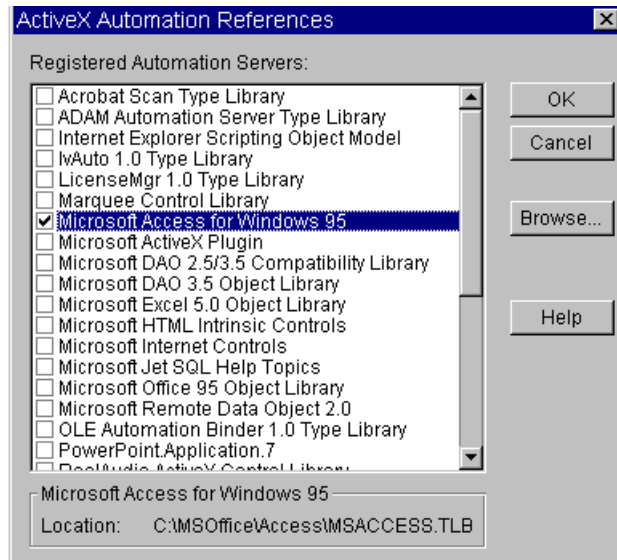 ActiveX Automation References
Registered Automation Servers:
Acrobat Scan Type Library
ADAM Automation Server Type Library
Internet Explorer Scripting Object Model
IvAuto 1.0 Type Library
LicenseMgr 1.0 Type Library
Marquee Control Library
Microsoft Access for Windows 95
Microsoft ActiveX Plugin
Microsoft DAO 2.5/3.5 Compatibility Library
Microsoft DAO 3.5 Object Library
Microsoft Excel 5.0 Object Library
Microsoft HTML Intrinsic Controls
Microsoft Internet Controls
Microsoft Jet SQL Help Topics
Microsoft Office 95 Object Library
Microsoft Remote Data Object 2.0
OLE Automation Binder 1.0 Type Library
PowerPoint.Application.7
RealAudio ActiveX Control Library
OK
Cancel
Browse...
Help
Microsoft Access for Windows 95
Location: C:\MSOffice\Access\MSACCESS.TLB